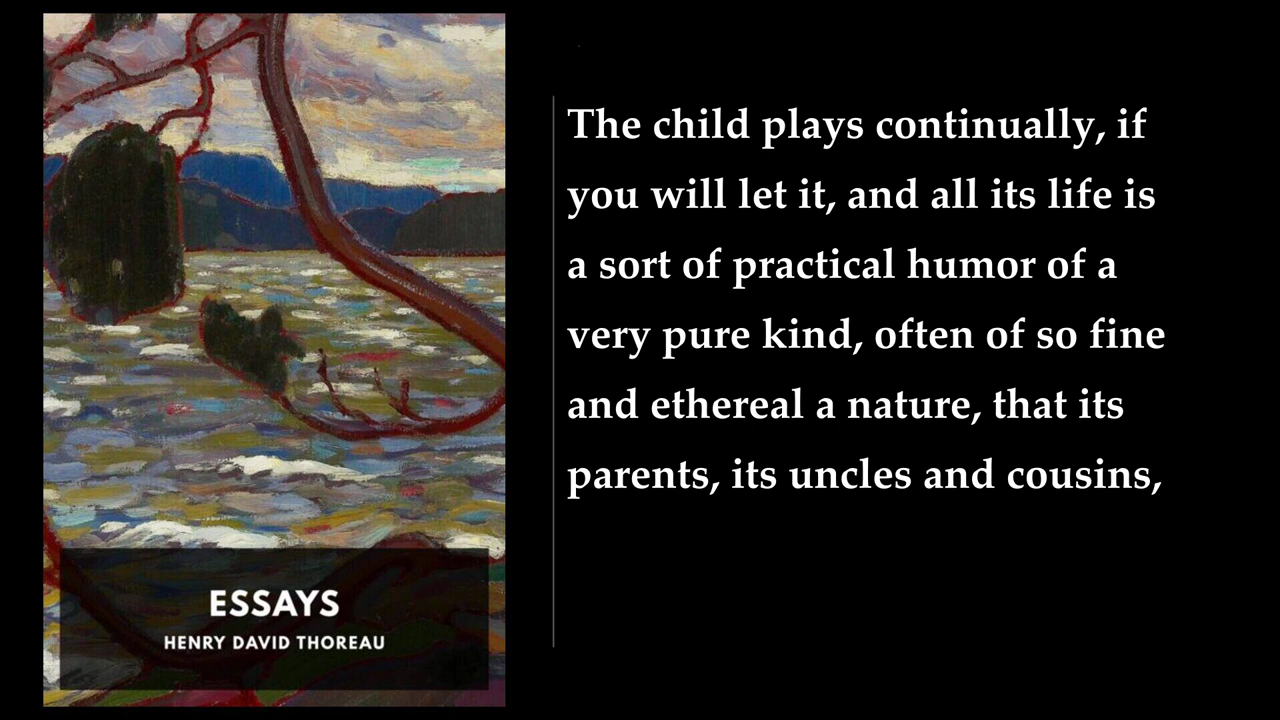 ESSAYS
HENRY DAVID THOREAU
The child plays continually, if
you will let it, and all its life is
a sort of practical humor of a
very pure kind, often of so fine
and ethereal a nature, that its
parents, its uncles and cousins,